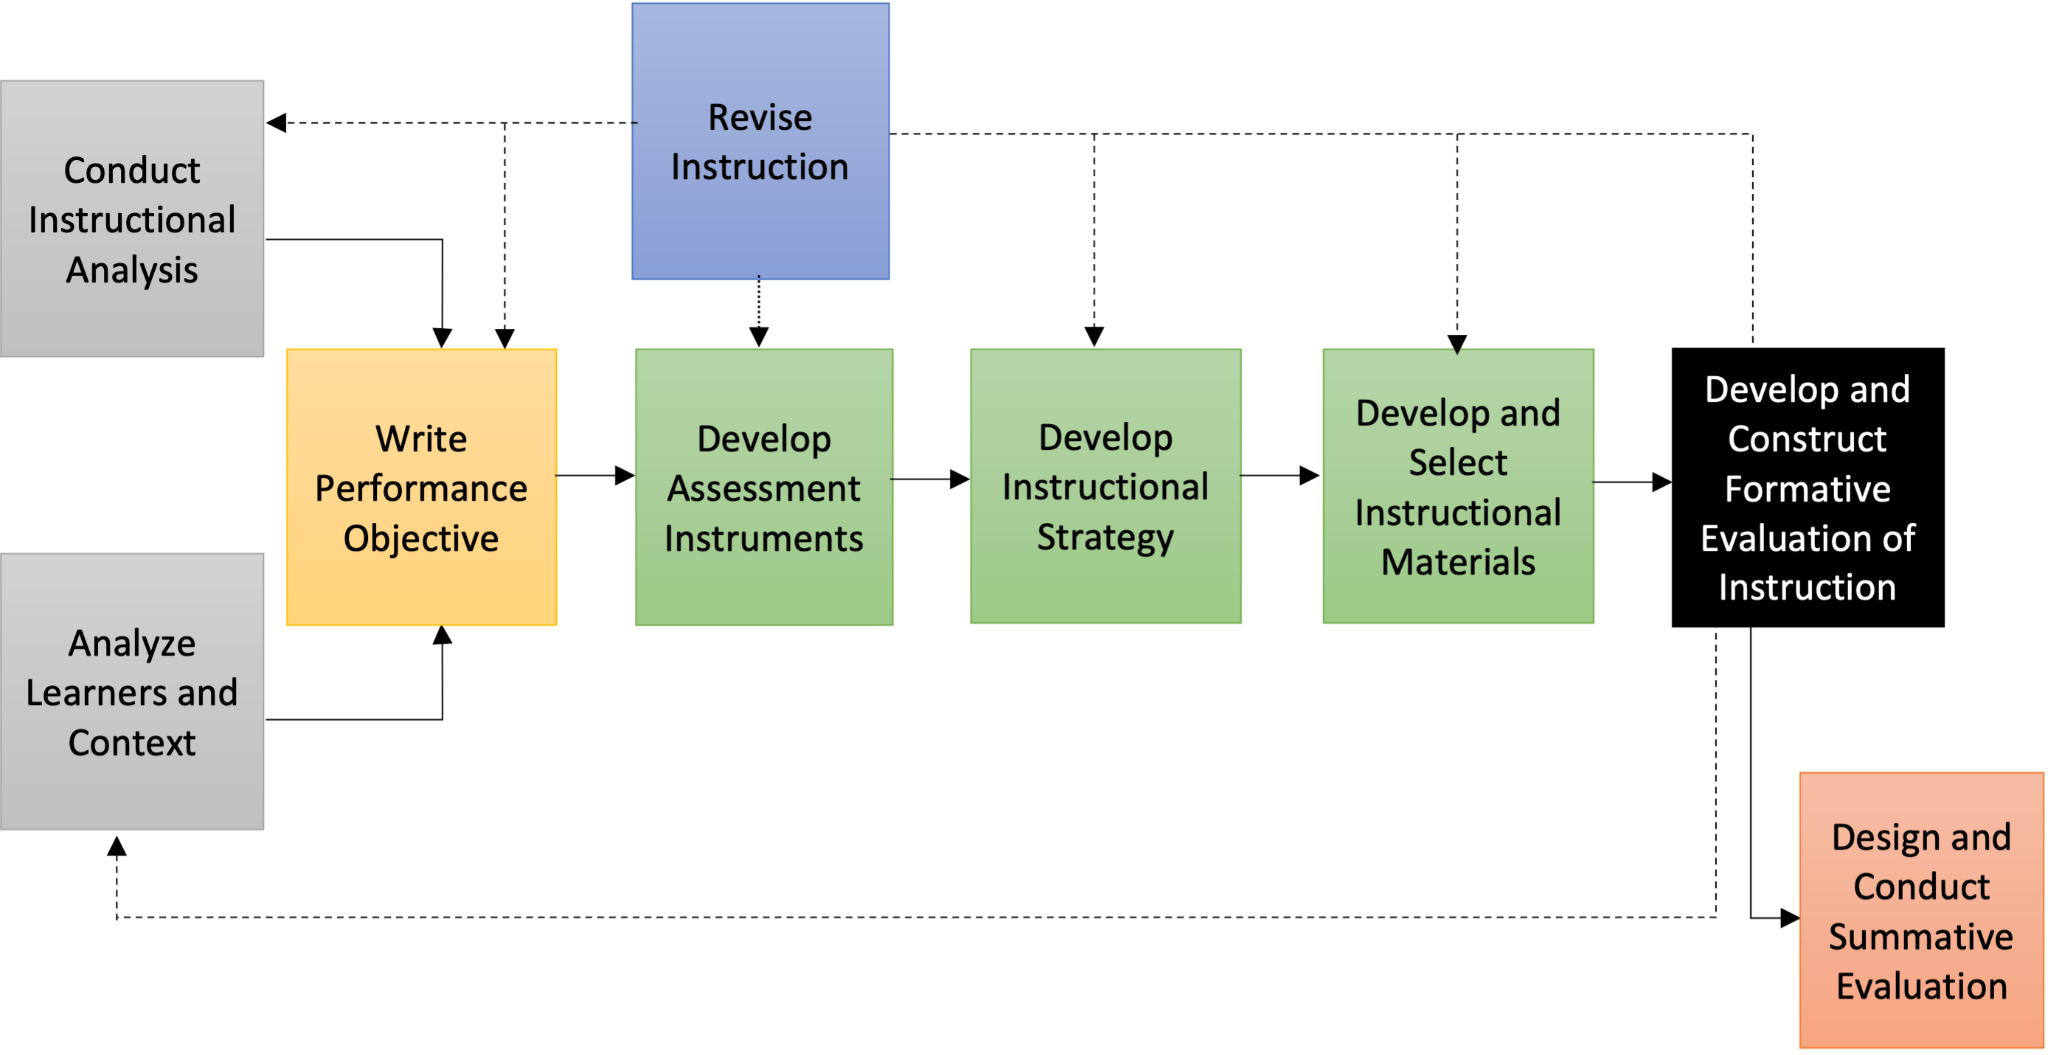 Revise
Instruction
Conduct
Instructional
Analysis
Write
Performance
Objective
Develop
Assessment
Instruments
Develop
Instructional
Strategy
Develop and
Select
Instructional
Materials
Develop and
Construct
Formative
Evaluation of
Instruction
Analyze
Learners and
Context
Design and
Conduct
Summative
Evaluation